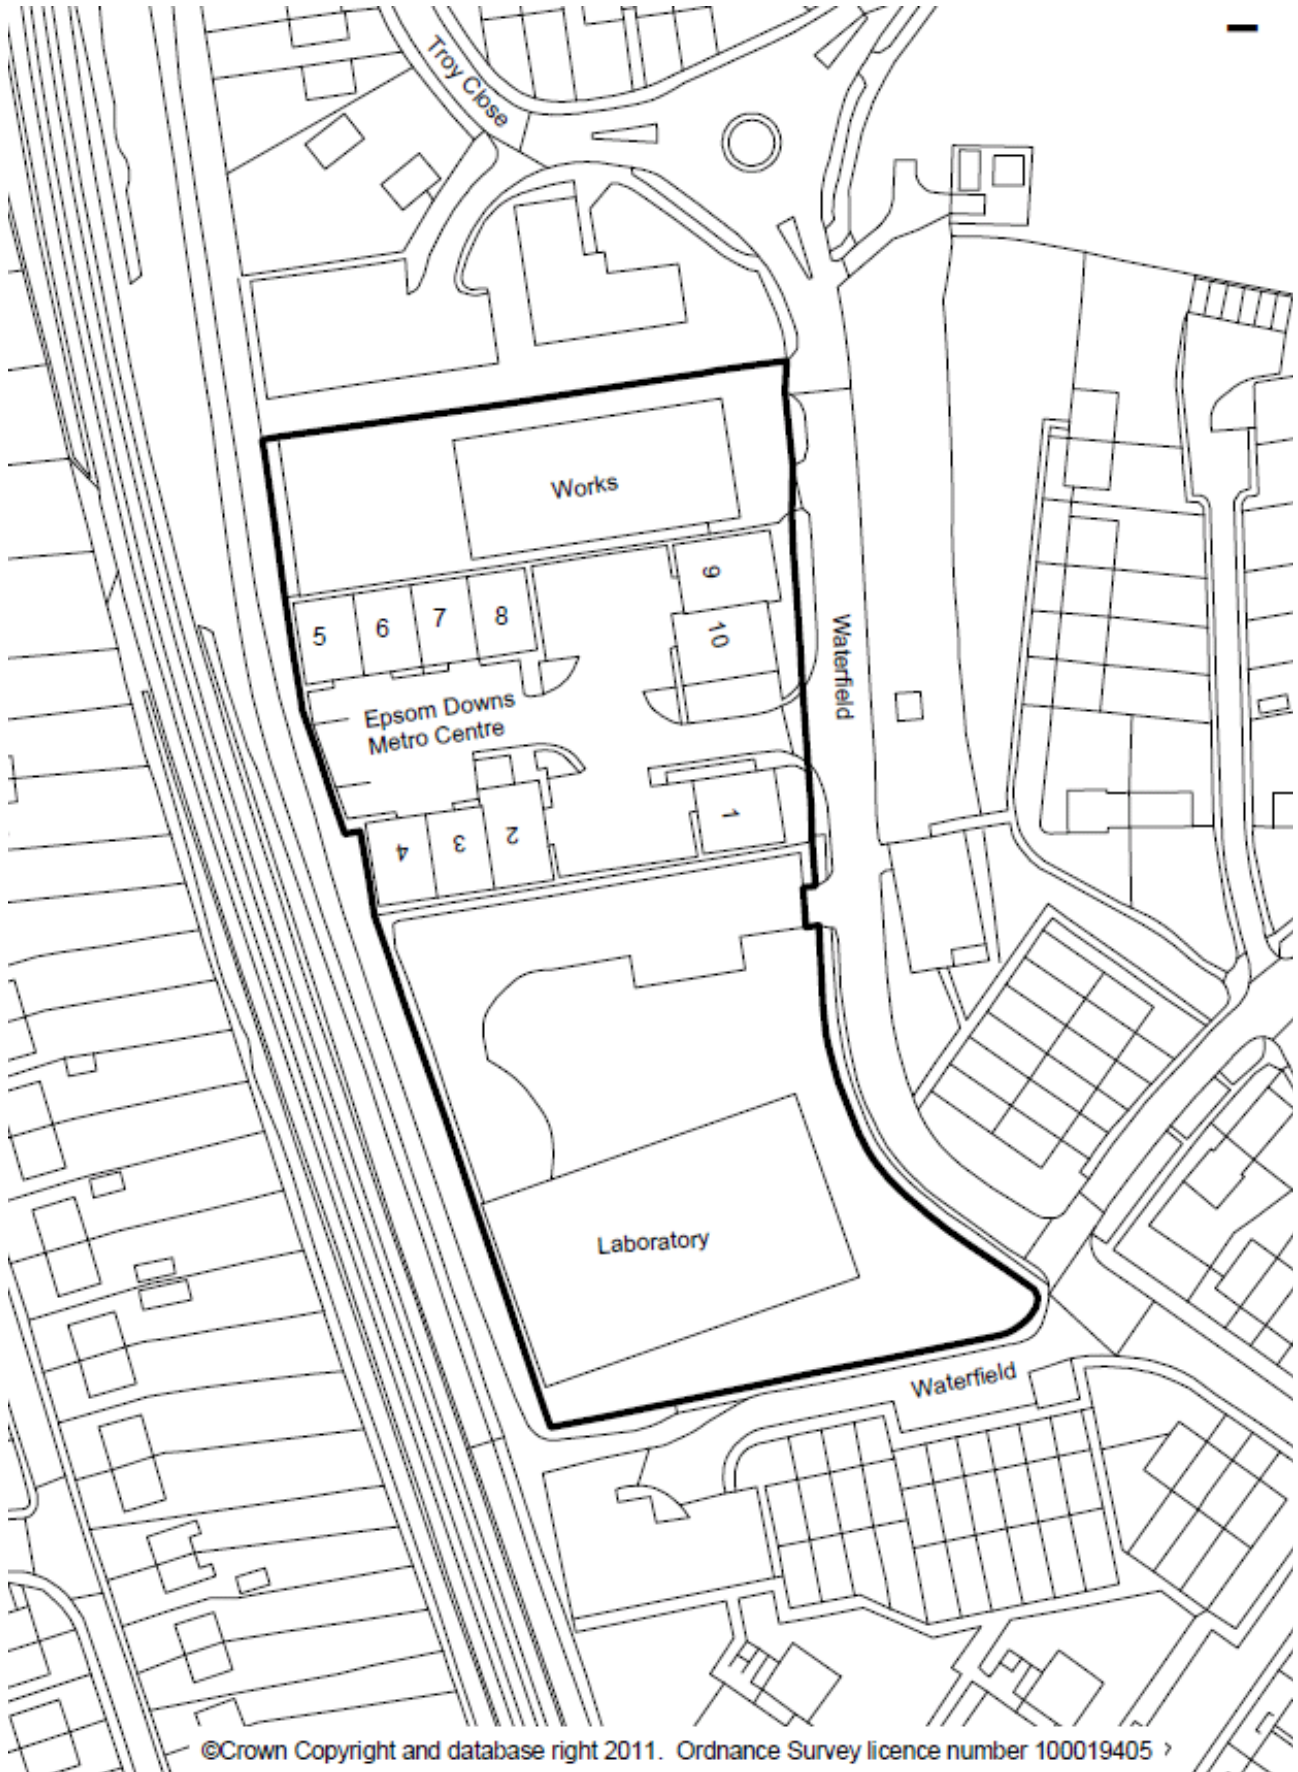 Troy Close
Works
9
5
6
7
8
10
Waterfield
Epsom Downs
Metro Centre
1
4
3
2
Laboratory
Waterfield
©Crown Copyright and database right 2011. Ordnance Survey licence number 100019405